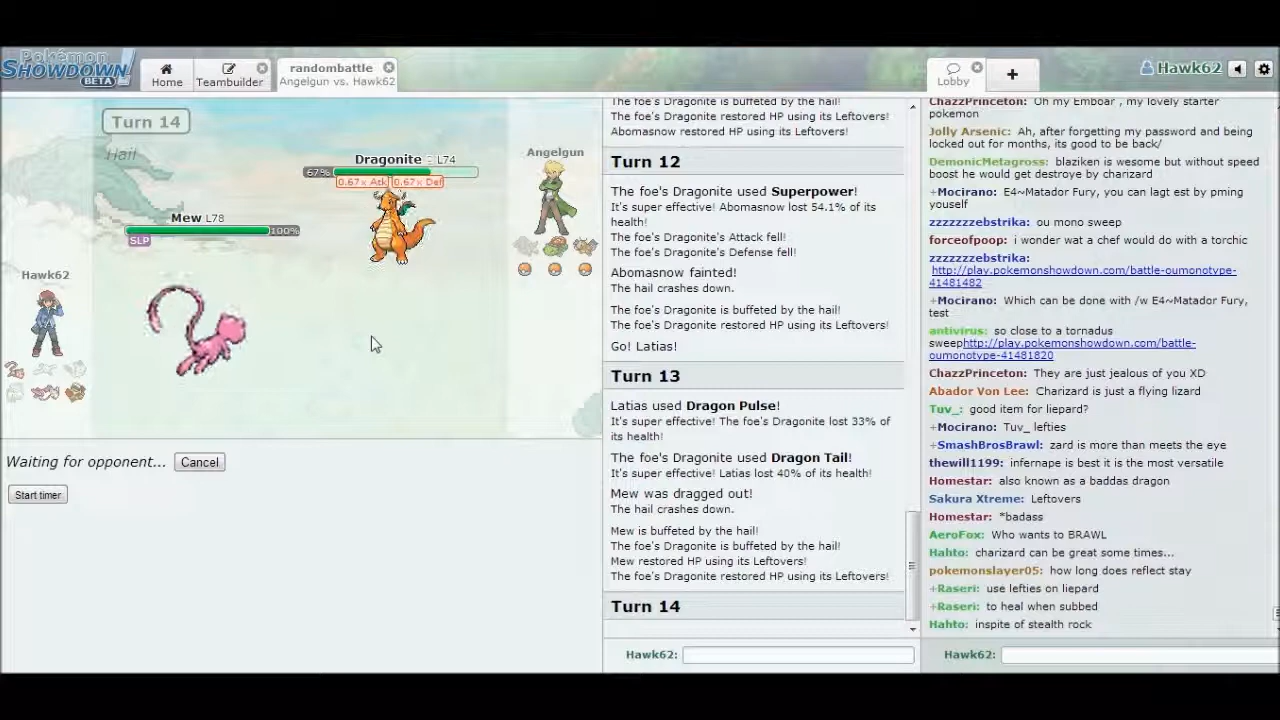 Pokémon
SHOWDOWN
BETA
Home
Teambuilder
randombattle
Angelgun vs. Hawk62
Lobby
+
Hawk62
Turn 14
Hail
Dragonite L74
67%
0.67x Atk 0.67x Def
Mew L78
100%
SLP
Angelgun
Hawk62
Waiting for opponent... Cancel
Start timer
The foe's Dragonite is buffeted by the hail!
The foe's Dragonite restored HP using its Leftovers!
Abomasnow restored HP using its Leftovers!
Turn 12
The foe's Dragonite used Superpower!
It's super effective! Abomasnow lost 54.1% of its
health!
The foe's Dragonite's Attack fell!
The foe's Dragonite's Defense fell!
Abomasnow fainted!
The hail crashes down.
The foe's Dragonite is buffeted by the hail!
The foe's Dragonite restored HP using its Leftovers!
Go! Latias!
Turn 13
Latias used Dragon Pulse!
It's super effective! The foe's Dragonite lost 33% of
its health!
The foe's Dragonite used Dragon Tail!
It's super effective! Latias lost 40% of its health!
Mew was dragged out!
The hail crashes down.
Mew is buffeted by the hail!
The foe's Dragonite is buffeted by the hail!
Mew restored HP using its Leftovers!
The foe's Dragonite restored HP using its Leftovers!
Turn 14
Hawk62:
ChazzPrinceton: Oh my Emboar , my lovely starter
pokemon
Jolly Arsenic: Ah, after forgetting my password and being
locked out for months, its good to be back/
DemonicMetagross: blaziken is wesome but without speed
boost he would get destroye by charizard
+Mocirano: E4~Matador Fury, you can lagt est by pming
youself
zzzzzzzebstrika: ou mono sweep
forceofpoop: i wonder wat a chef would do with a torchic
zzzzzzzebstrika:
http://play.pokemonshowdown.com/battle-oumonotype-
41481482
+Mocirano: Which can be done with /w E4~Matador Fury,
test
antivirus: so close to a tornadus
sweephttp://play.pokemonshowdown.com/battle-
oumonotype-41481820
ChazzPrinceton: They are just jealous of you XD
Abador Von Lee: Charizard is just a flying lizard
Tuv_: good item for liepard?
+Mocirano: Tuv_ lefties
+SmashBrosBrawl: zard is more than meets the eye
thewill1199: infernape is best it is the most versatile
Homestar: also known as a baddas dragon
Sakura Xtreme: Leftovers
Homestar: *badass
AeroFox: Who wants to BRAWL
Hahto: charizard can be great some times...
pokemonslayer05: how long does reflect stay
+Raseri: use lefties on liepard
+Raseri: to heal when subbed
Hahto: inspite of stealth rock
Hawk62: